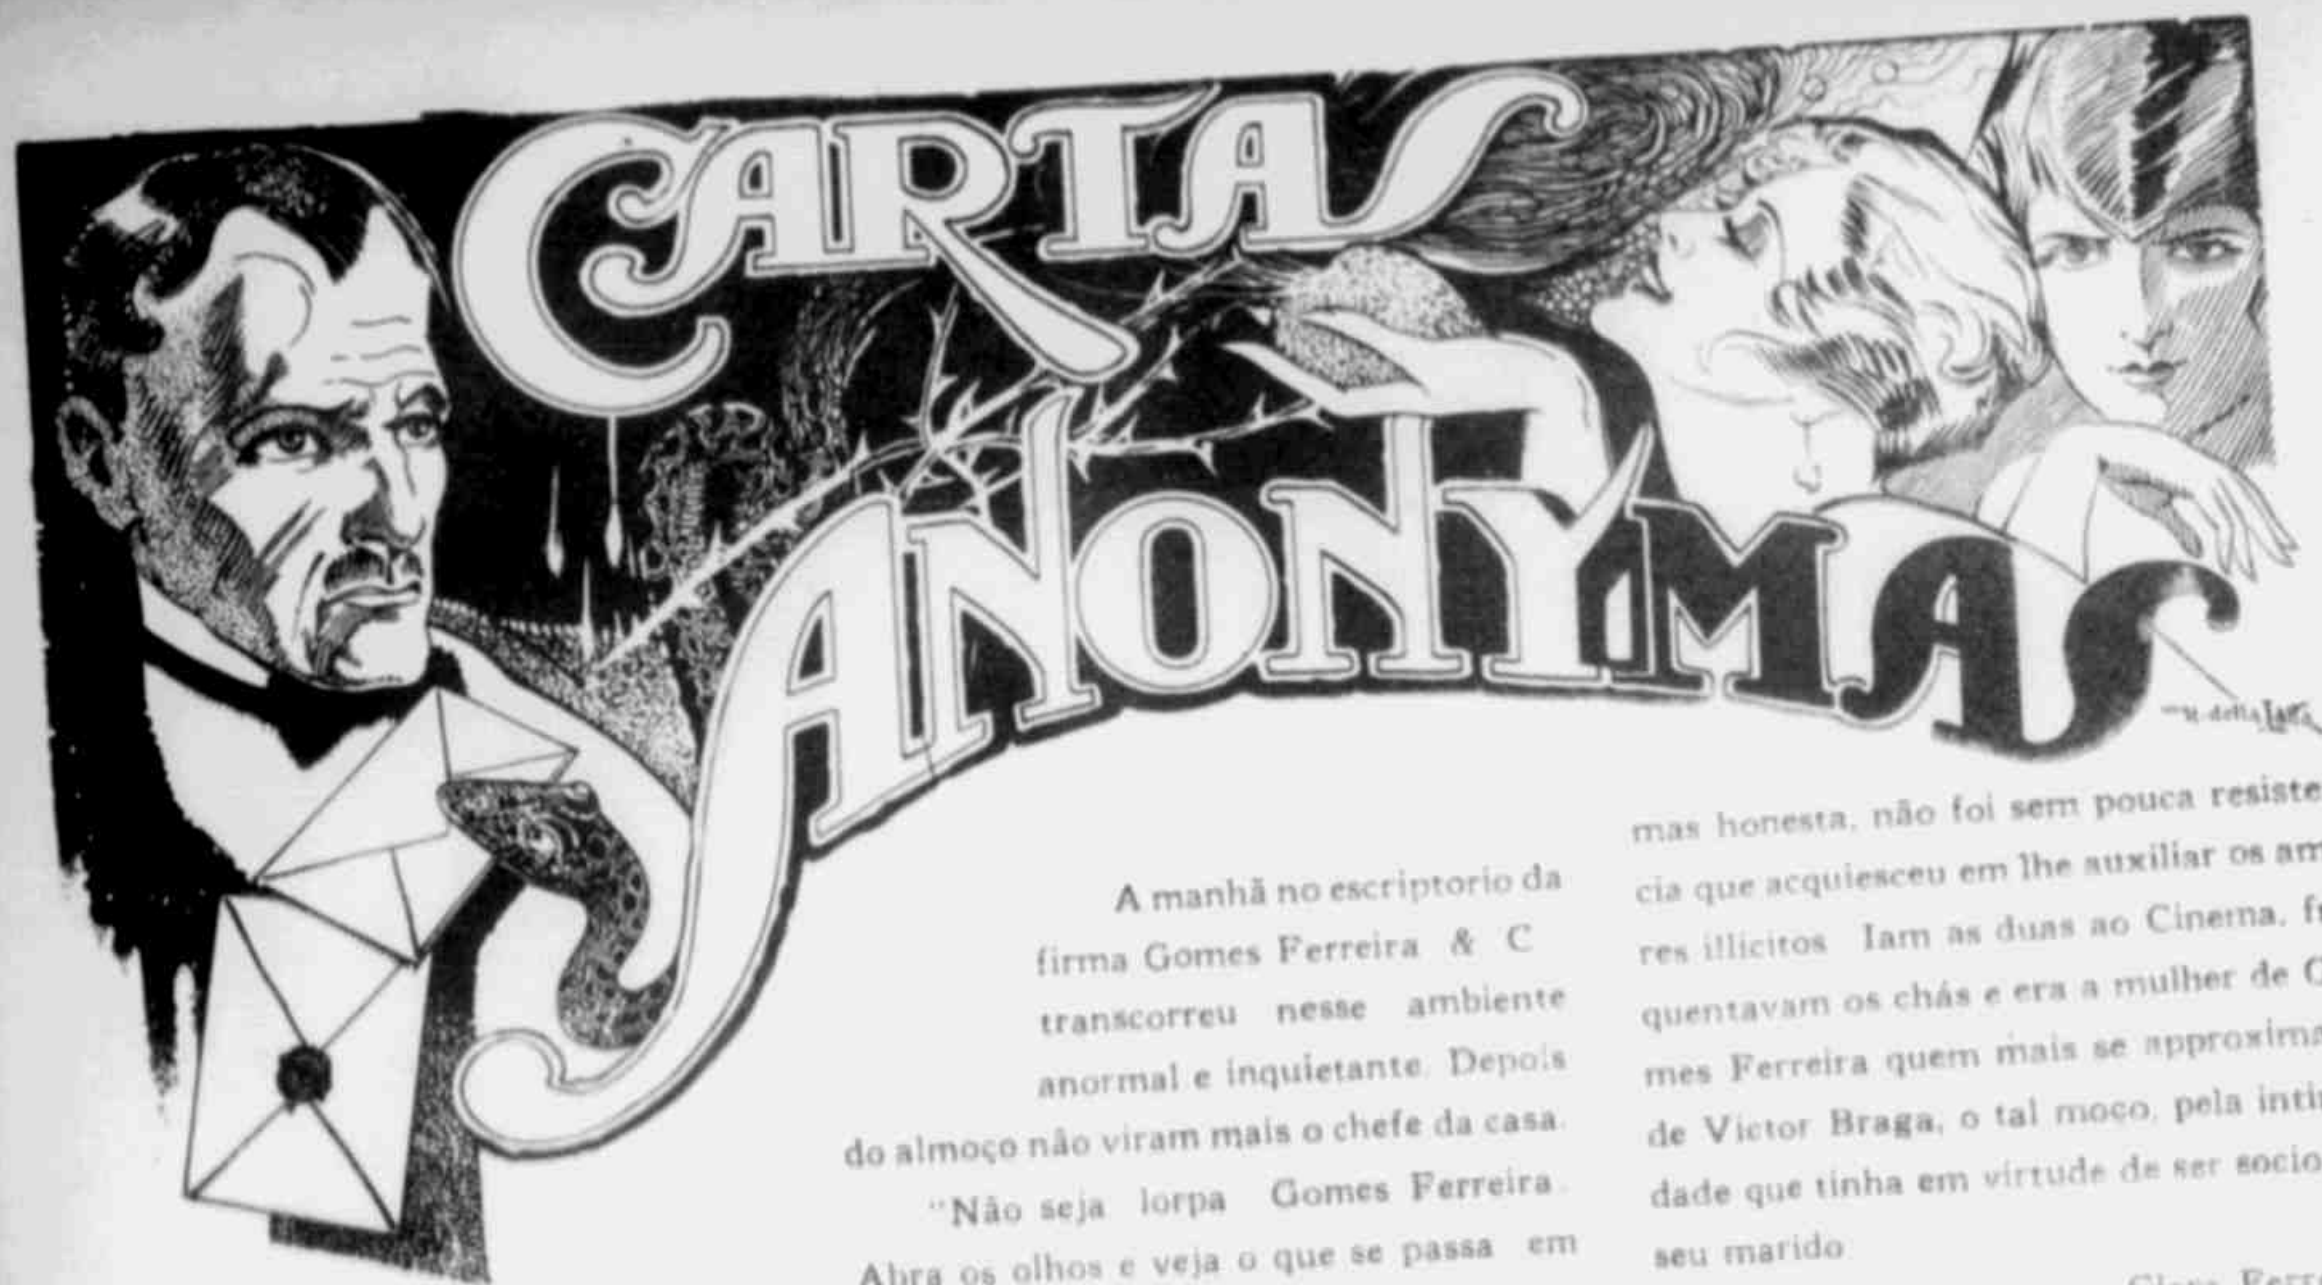 CARTAS
ANONYMAS
A manhã no escriptorio da
firma Gomes Ferreira & C
transcorreu nesse ambiente
anormal e inquietante. Depois
do almoço não viram mais o chefe da casa.
"Não seja lorpa Gomes Ferreira.
Abra os olhos e veja o que se passa em
mas honesta, não foi sem pouca resiste
cia que acquiesceu em lhe auxiliar os am
res illicitos Iam as duas ao Cinema, fr
quentavam os chás e era a mulher de G
mes Ferreira quem mais se approxima
de Victor Braga, o tal moço, pela inti
dade que tinha em virtude de ser socio
seu marido